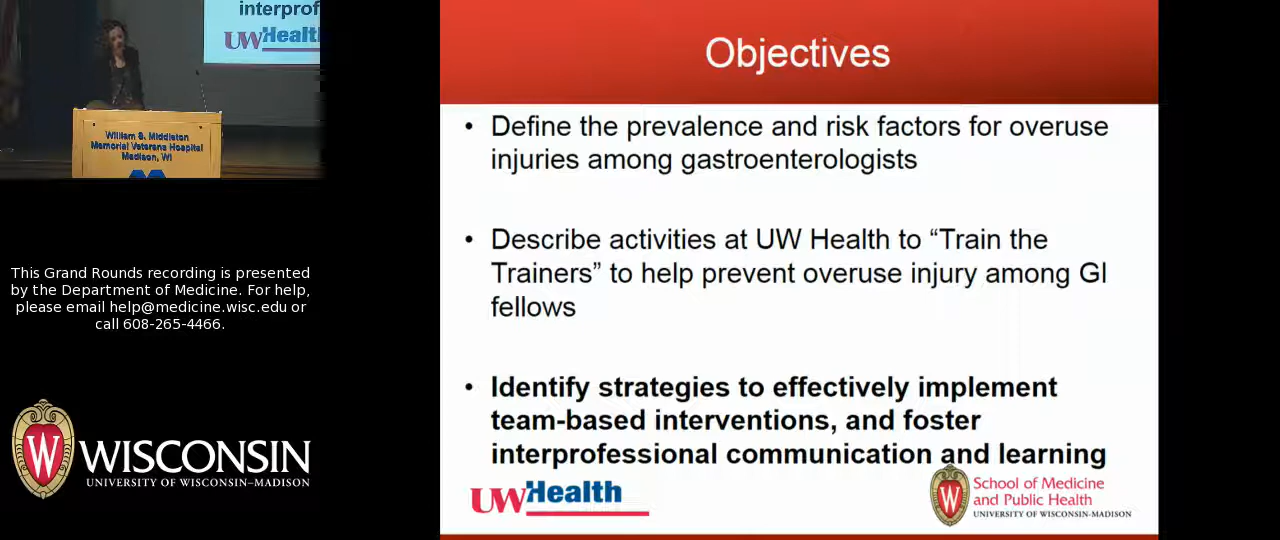 interprof
UWHealth
William S. Middleton
Memorial Veterans Hospital
Madison, WI
This Grand Rounds recording is presented
by the Department of Medicine. For help,
please email help@medicine.wisc.edu or
call 608-265-4466.
W
WISCONSIN
UNIVERSITY OF WISCONSIN–MADISON
Objectives
• Define the prevalence and risk factors for overuse
injuries among gastroenterologists
• Describe activities at UW Health to “Train the
Trainers” to help prevent overuse injury among GI
fellows
• Identify strategies to effectively implement
team-based interventions, and foster
interprofessional communication and learning
UWHealth
W
School of Medicine
and Public Health
UNIVERSITY OF WISCONSIN-MADISON